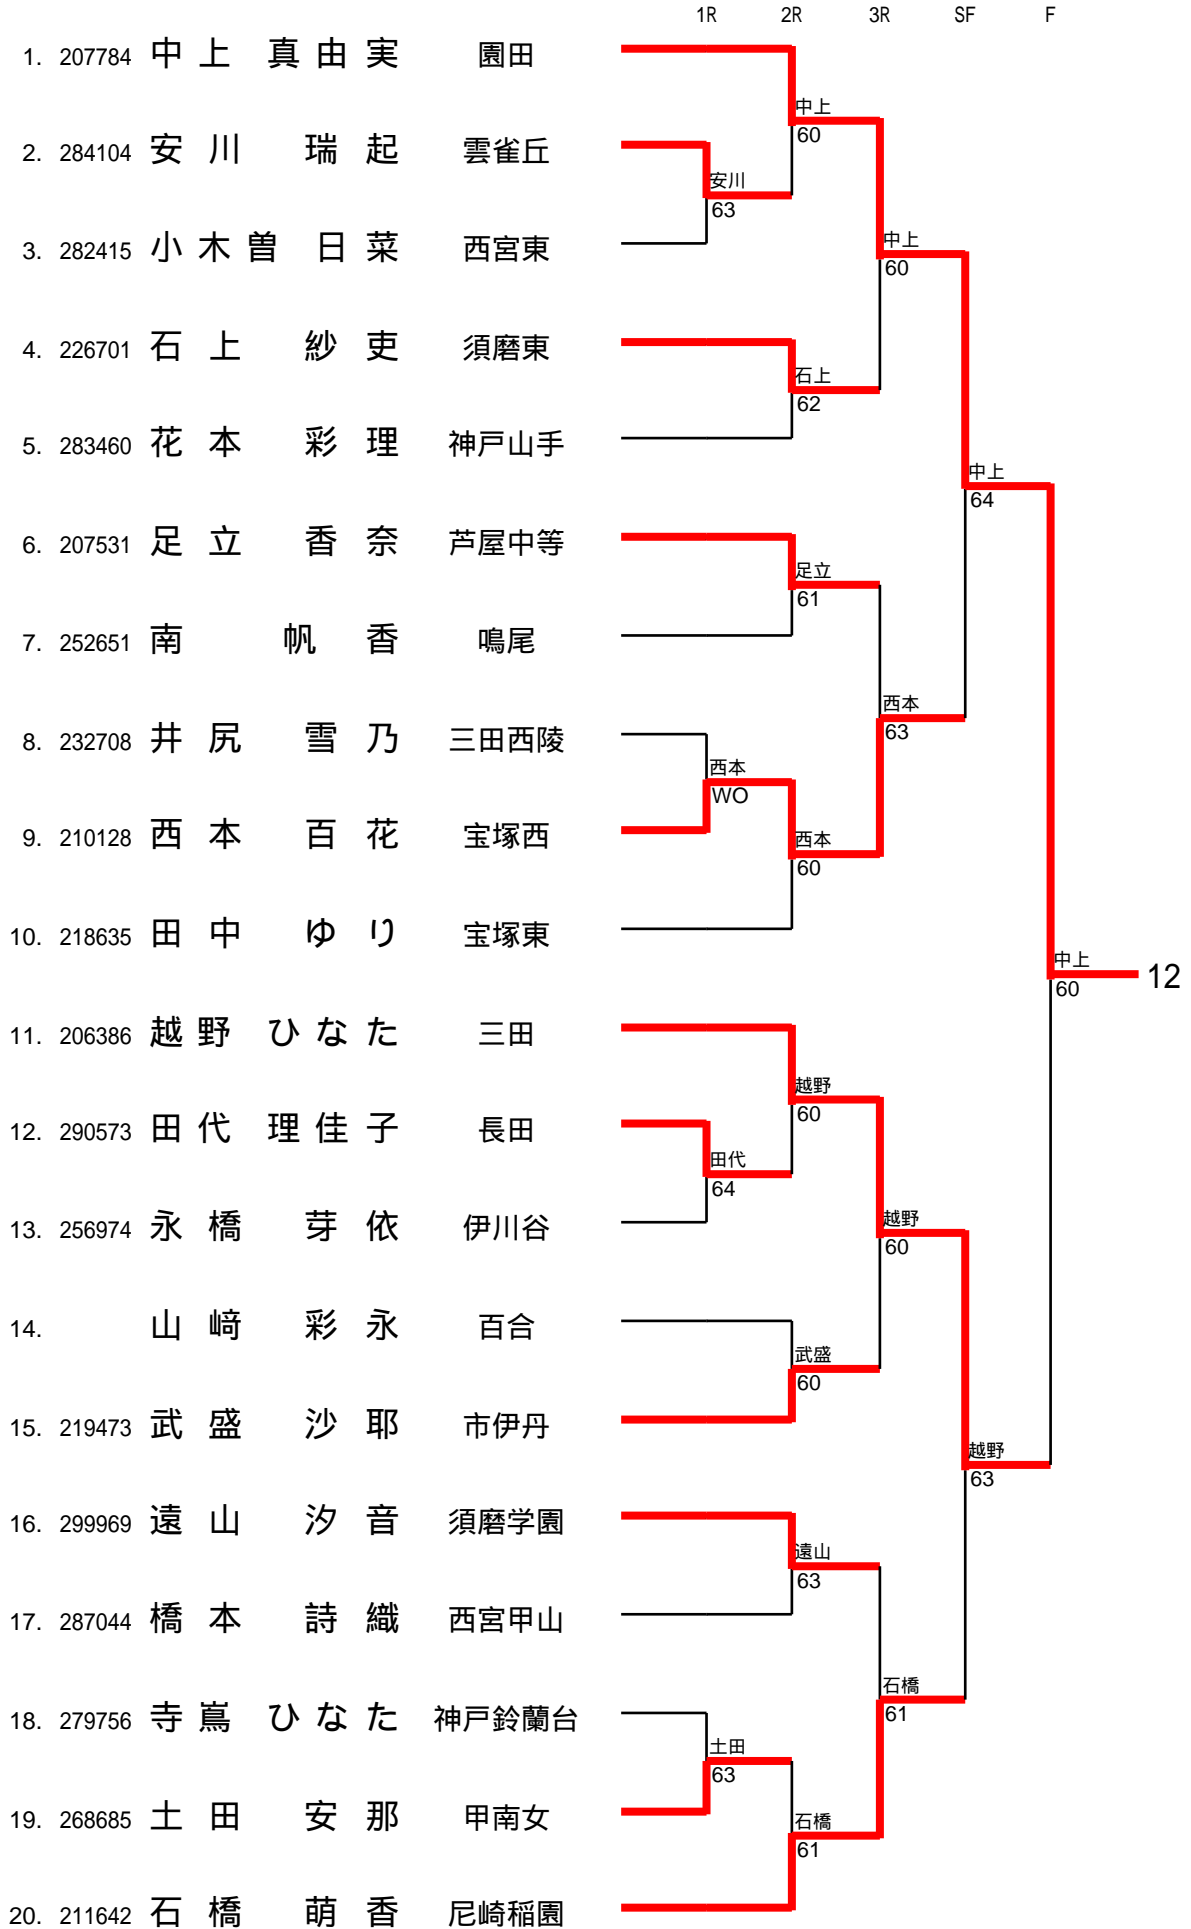 1R 2R 3R SF F
1. 207784 中上 真由実 園田
中上
60
2. 284104 安川 瑞起 雲雀丘
安川
63
3. 282415 小木曽 日菜 西宮東
中上
60
4. 226701 石上 紗吏 須磨東
石上
62
5. 283460 花本 彩理 神戸山手
中上
64
6. 207531 足立 香奈 芦屋中等
足立
61
7. 252651 南 帆香 鳴尾
西本
63
8. 232708 井尻 雪乃 三田西陵
西本
WO
9. 210128 西本 百花 宝塚西
西本
60
10. 218635 田中 ゆり 宝塚東
中上
60
12
11. 206386 越野 ひなた 三田
越野
60
12. 290573 田代 理佳子 長田
田代
64
13. 256974 永橋 芽依 伊川谷
越野
60
14. 山﨑 彩永 百合
武盛
60
15. 219473 武盛 沙耶 市伊丹
越野
63
16. 299969 遠山 汐音 須磨学園
遠山
63
17. 287044 橋本 詩織 西宮甲山
石橋
61
18. 279756 寺嶌 ひなた 神戸鈴蘭台
土田
63
19. 268685 土田 安那 甲南女
石橋
61
20. 211642 石橋 萌香 尼崎稲園